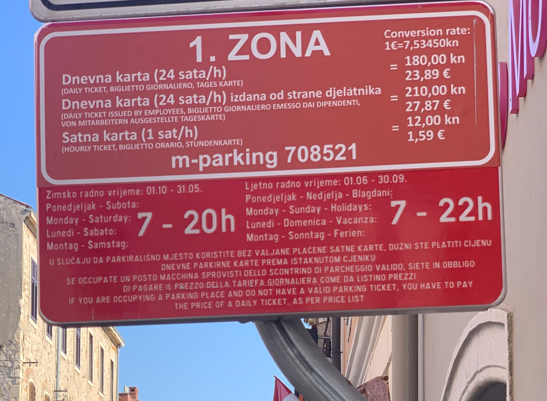 1. ZONA
Conversion rate:
1€=7,53450kn
Dnevna karta (24 sata/h)
(DAILY TICKET, BIGLIETTO GIORNALIERO, TAGES KARTE)
= 180,00 kn
23,89 €
Dnevna karta (24 sata/h) izdana od strane djelatnika
(DAILY TICKET ISSUED BY EMPLOYEES, BIGLIETTO GIORNALIERO EMESSO DAI DIPENDENTI,
VON MITARBEITERN AUSGESTELLTE TAGESKARTE)
= 210,00 kn
27,87 €
Satna karta (1 sat/h)
(HOURLY TICKET, BIGLIETTO ORARIO, STUNDENKARTE)
= 12,00 kn
1,59 €
m-parking 708521
Zimsko radno vrijeme: 01.10 - 31.05.
Ponedjeljak - Subota:
Monday - Saturday:
Lunedi - Sabato:
Montag - Samstag:
7 - 20h
Ljetno radno vrijeme: 01.06 - 30.09.
Ponedjeljak - Nedjelja - Blagdani:
Monday - Sunday - Holidays:
Lunedi - Domenica - Vacanza:
Montag - Sonntag - Ferien:
7 - 22h
U SLUČAJU DA PARKIRALIŠNO MJESTO KORISTITE BEZ VALJANE PLAĆENE SATNE KARTE, DUŽNI STE PLATITI CIJENU
DNEVNE PARKIRNE KARTE PREMA ISTAKNUTOM CJENIKU
SE OCCUPATE UN POSTO MACCHINA SPROVISTI DELLO SCONTRINO DI PARCHEGGIO VALIDO, SIETE IN OBBLIGO
DI PAGARE IL PREZZO DELLA TARIFA GIORNALIERA COME DA LISTINO PREZZI
IF YOU ARE OCCUPYING A PARKING PLACE AND DO NOT HAVE A VALID PARKING TICKET, YOU HAVE TO PAY
THE PRICE OF A DAILY TICKET, AS PER PRICE LIST